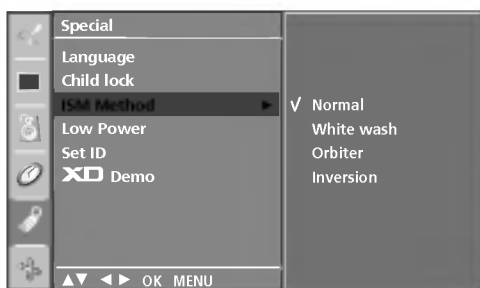 Special
Language
Child lock
ISM Method ►
Low Power
Set ID
XD Demo
√ Normal
White wash
Orbiter
Inversion
▲▼ ◄ ► OK MENU